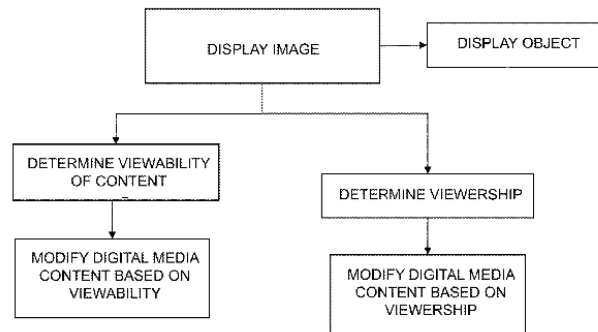 DISPLAY IMAGE
DISPLAY OBJECT
DETERMINE VIEWABILITY
OF CONTENT
DETERMINE VIEWERSHIP
MODIFY DIGITAL MEDIA
CONTENT BASED ON
VIEWABILITY
MODIFY DIGITAL MEDIA
CONTENT BASED ON
VIEWERSHIP